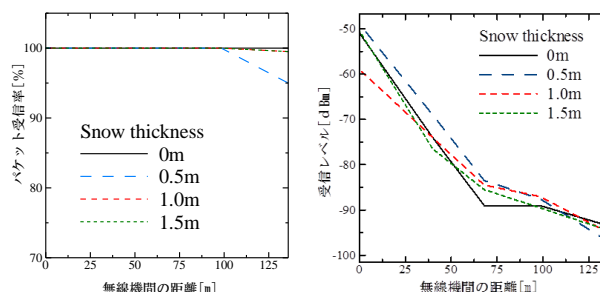 パケット受信率[%]
100
90
80
70
Snow thickness
0m
0.5m
1.0m
1.5m
0 25 50 75 100 125
無線機間の距離[m]
受信レベル[dBm]
-50
-60
-70
-80
-90
-100
Snow thickness
0m
0.5m
1.0m
1.5m
0 25 50 75 100 125
無線機間の距離[m]